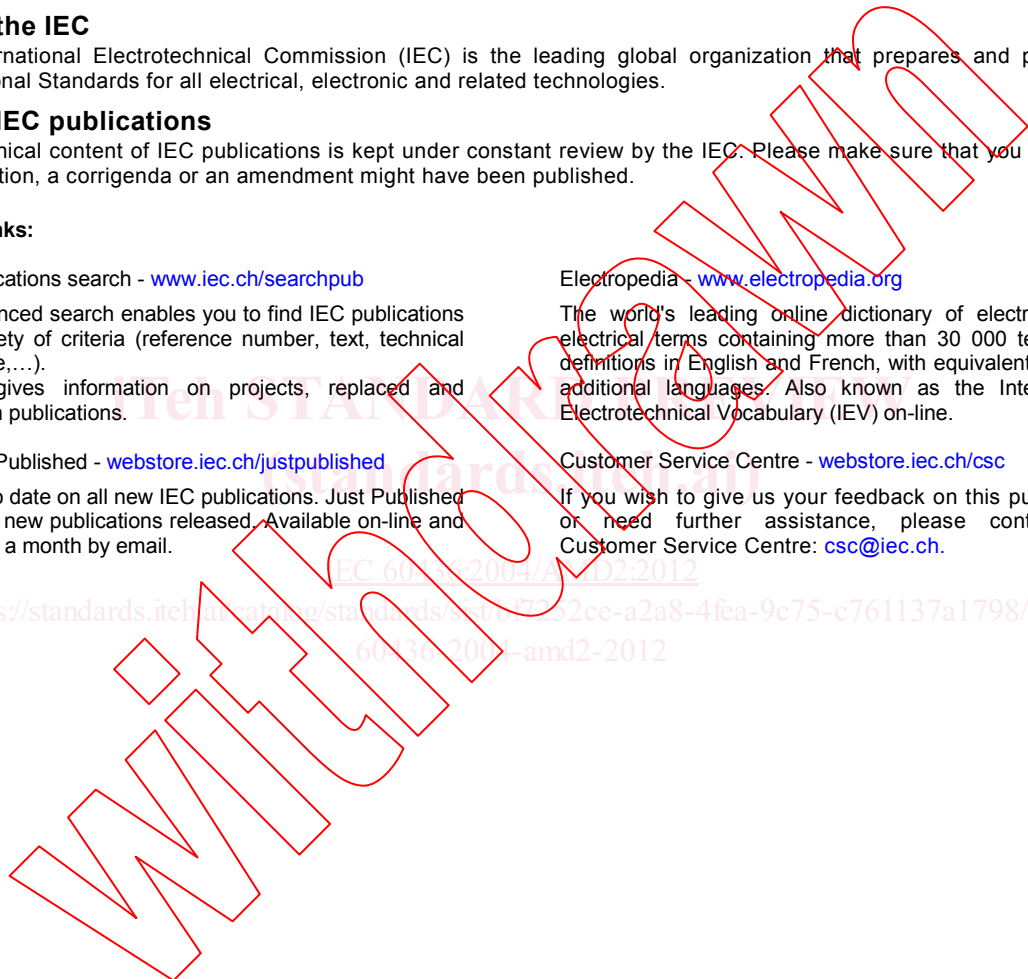 the IEC
rnational Electrotechnical Commission (IEC) is the leading global organization that prepares and p
onal Standards for all electrical, electronic and related technologies.
IEC publications
nical content of IEC publications is kept under constant review by the IEC. Please make sure that you
tion, a corrigenda or an amendment might have been published.
nks:
cations search - www.iec.ch/searchpub
nced search enables you to find IEC publications
ety of criteria (reference number, text, technical
e,…).
gives information on projects, replaced and
n publications.
Published - webstore.iec.ch/justpublished
o date on all new IEC publications. Just Published
new publications released. Available on-line and
a month by email.
Electropedia - www.electropedia.org
The world's leading online dictionary of electr
electrical terms containing more than 30 000 te
definitions in English and French, with equivalent
additional languages. Also known as the Inte
Electrotechnical Vocabulary (IEV) on-line.
Customer Service Centre - webstore.iec.ch/csc
If you wish to give us your feedback on this pu
or need further assistance, please cont
Customer Service Centre: csc@iec.ch.
iTeh STANDARD PREVIEW
(standards.iteh.ai)
IEC 60436:2004/AMD2:2012
s://standards.iteh.ai/catalog/standards/sist/bf7252ce-a2a8-4fea-9c75-c761137a1798/
60436-2004-amd2-2012
withdrawn